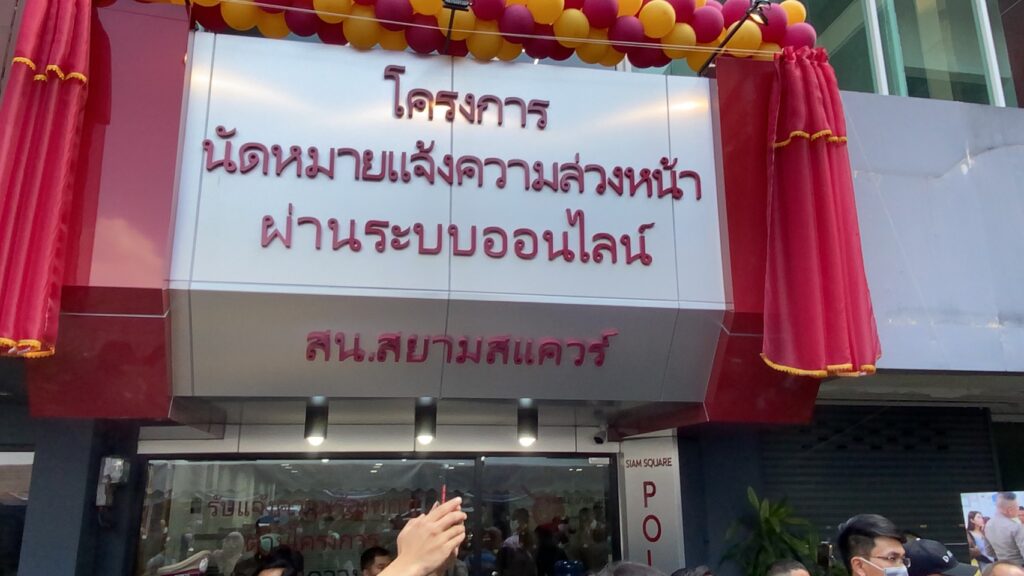 โครงการ
นัดหมายแจ้งความล่วงหน้า
ผ่านระบบออนไลน์
สน.สยามสแควร์
SIAM SQUARE